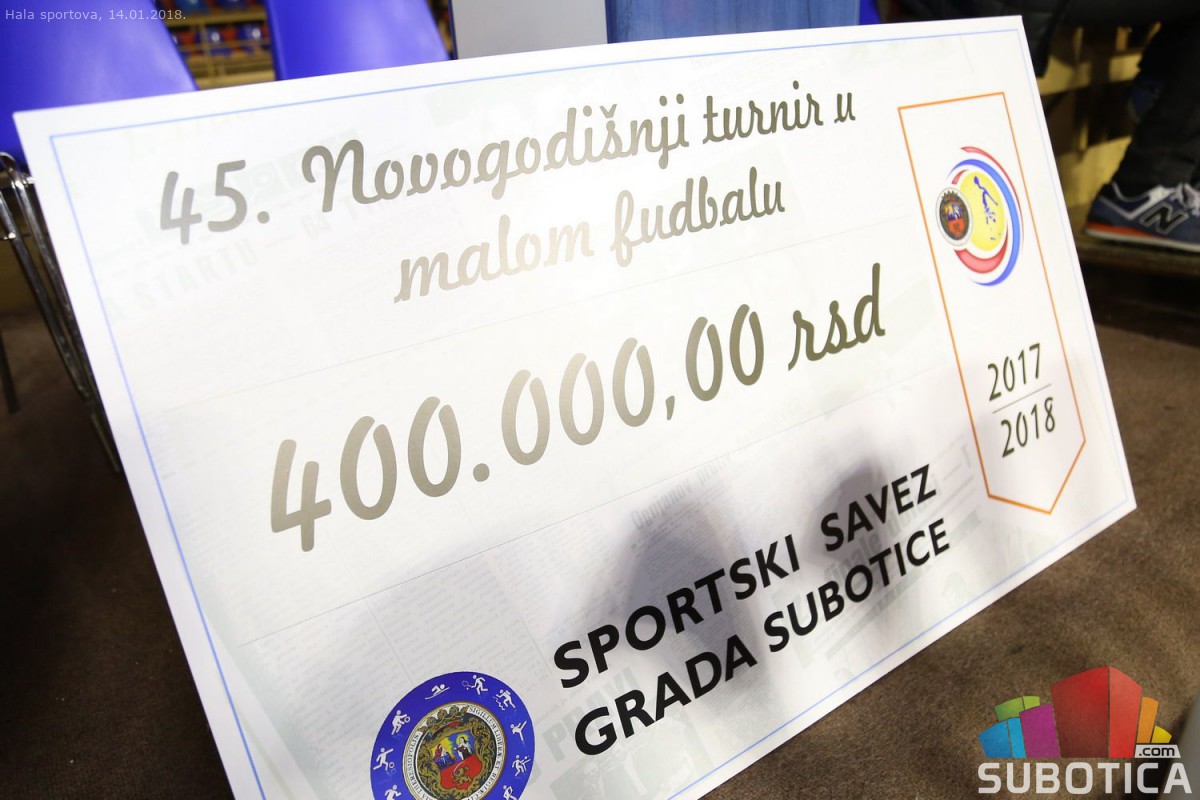 Hala sportova, 14.01.2018.
45. Novogodišnji turnir u
malom fudbalu
400.000,00 rsd
2017
2018
SPORTSKI SAVEZ
GRADA SUBOTICE
N
.com
SUBOTICA